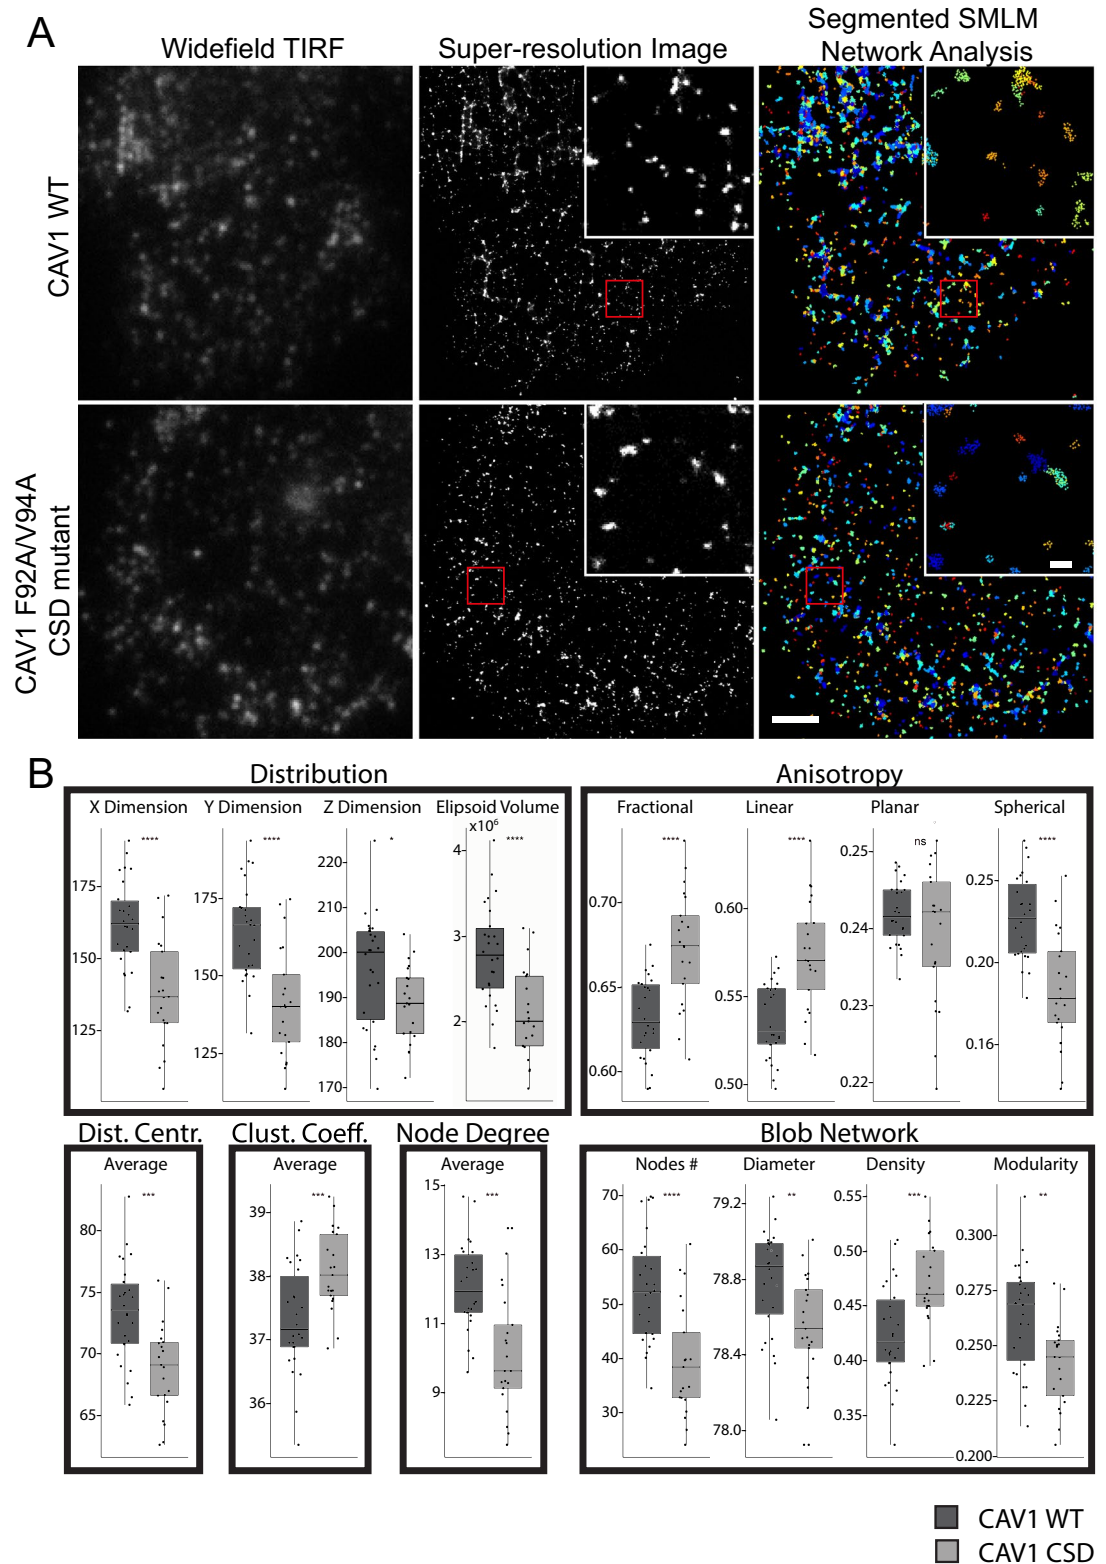 A
Widefield TIRF
Super-resolution Image
Segmented SMLM
Network Analysis
CAV1 WT
CAV1 F92A/V94A
CSD mutant
B
Distribution
X Dimension
Y Dimension
Z Dimension
Elipsoid Volume
x10⁶
****
****
*
****
175
150
125
175
150
125
220
210
200
190
180
170
4
3
2
Anisotropy
Fractional
Linear
Planar
Spherical
****
****
ns
****
0.70
0.65
0.60
0.60
0.55
0.50
0.25
0.24
0.23
0.22
0.25
0.20
0.16
Dist. Centr.
Average
***
80
75
70
65
Clust. Coeff.
Average
***
39
38
37
36
Node Degree
Average
***
15
13
11
9
Blob Network
Nodes #
Diameter
Density
Modularity
****
**
***
**
70
60
50
40
30
79.2
78.8
78.4
78.0
0.55
0.50
0.45
0.40
0.35
0.300
0.275
0.250
0.225
0.200
CAV1 WT
CAV1 CSD